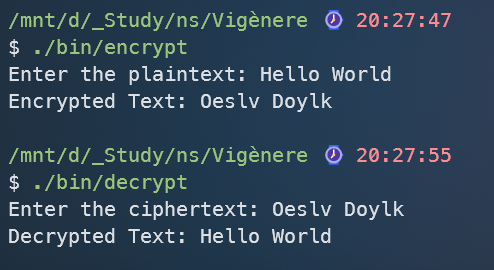 /mnt/d/_Study/ns/Vigènere ⌚ 20:27:47
$ ./bin/encrypt
Enter the plaintext: Hello World
Encrypted Text: Oeslv Doylk
/mnt/d/_Study/ns/Vigènere ⌚ 20:27:55
$ ./bin/decrypt
Enter the ciphertext: Oeslv Doylk
Decrypted Text: Hello World